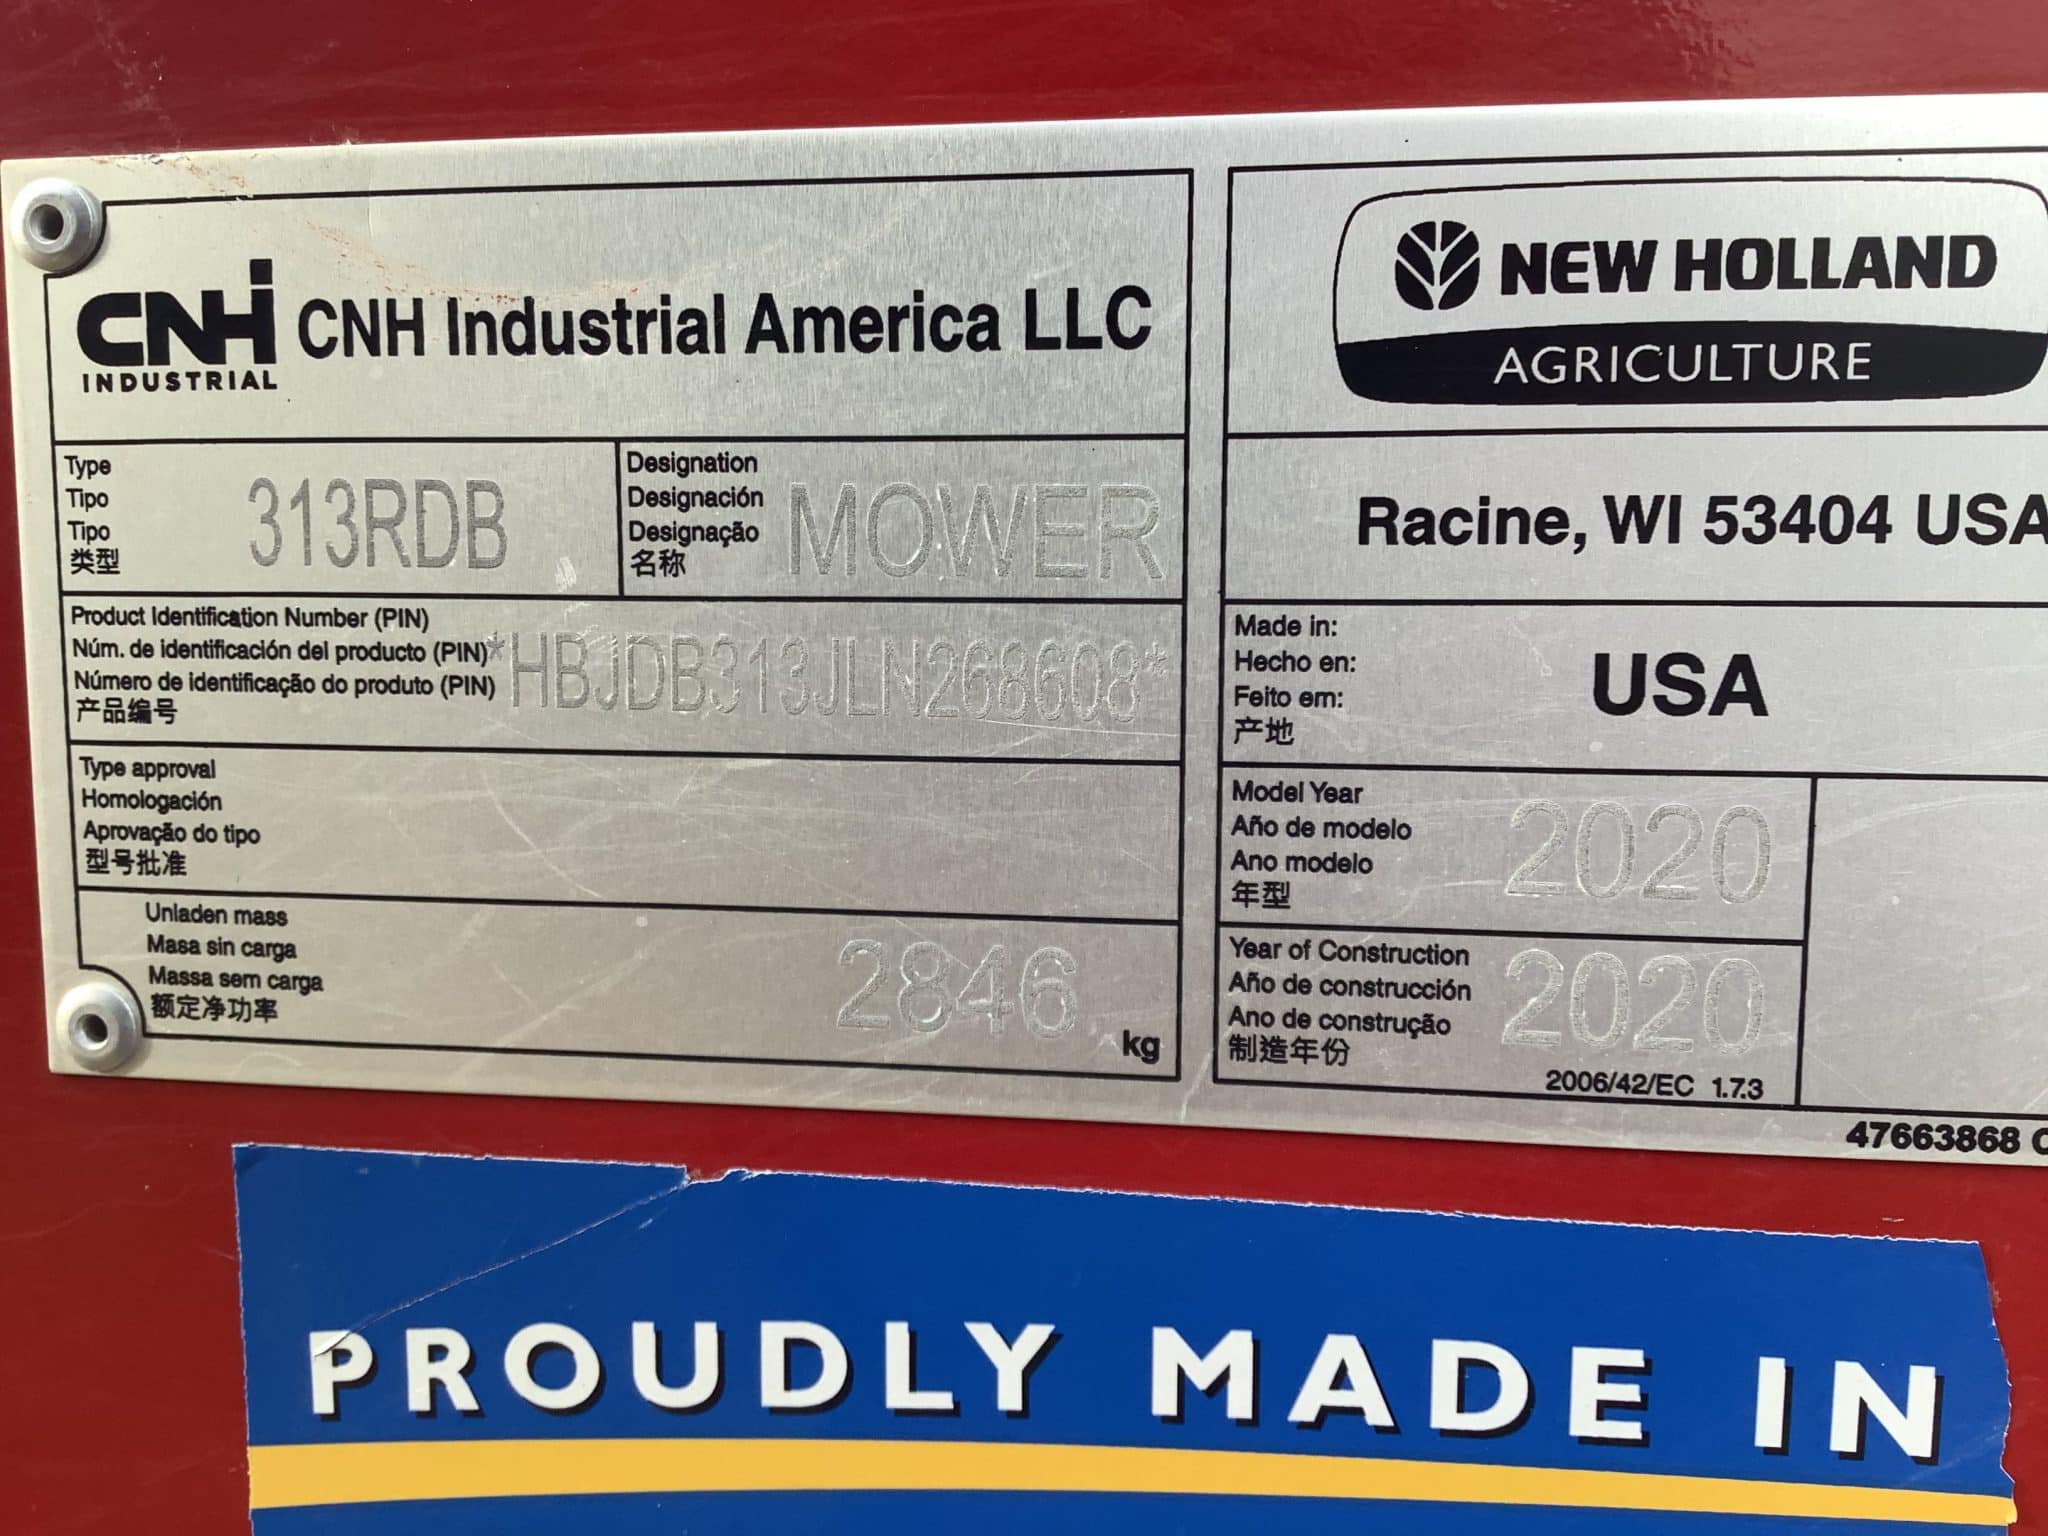 CNH
INDUSTRIAL
CNH Industrial America LLC
Type
Tipo
Tipo
类型
313RDB
Designation
Designación
Designação
名称
MOWER
Product Identification Number (PIN)
Núm. de identificación del producto (PIN)
Número de identificação do produto (PIN)
产品编号
*HBJDB313JLN268608*
Type approval
Homologación
Aprovação do tipo
型号批准
Unladen mass
Masa sin carga
Massa sem carga
额定净功率
2846
kg
NEW HOLLAND
AGRICULTURE
Racine, WI 53404 USA
Made in:
Hecho en:
Feito em:
产地
USA
Model Year
Año de modelo
Ano modelo
年型
2020
Year of Construction
Año de construcción
Ano de construção
制造年份
2020
2006/42/EC 1.7.3
47663868
PROUDLY MADE IN